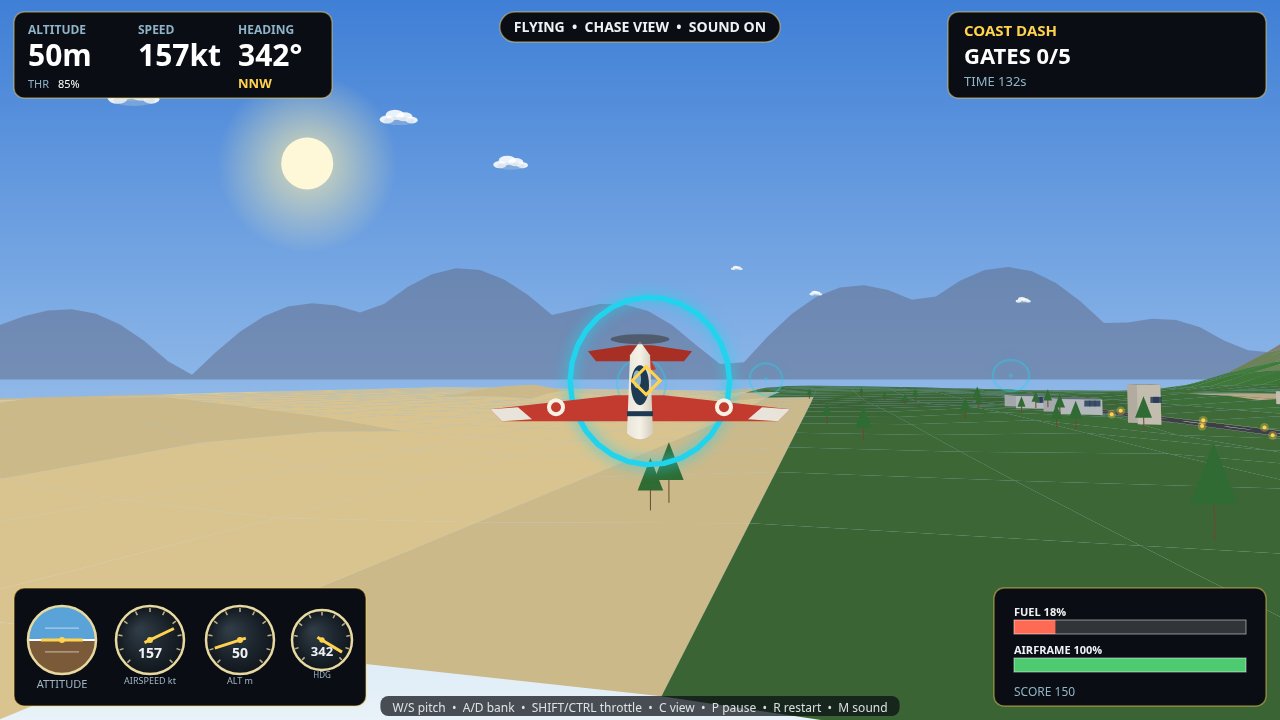 ALTITUDE SPEED HEADING
50m 157kt 342°
THR 85% NNW
FLYING • CHASE VIEW • SOUND ON
COAST DASH
GATES 0/5
TIME 132s
157 50 342
ATTITUDE AIRSPEED kt ALT m HDG
FUEL 18%
AIRFRAME 100%
SCORE 150
W/S pitch • A/D bank • SHIFT/CTRL throttle • C view • P pause • R restart • M sound